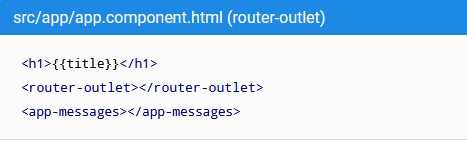 src/app/app.component.html (router-outlet)
<h1>{{title}}</h1>
<router-outlet></router-outlet>
<app-messages></app-messages>